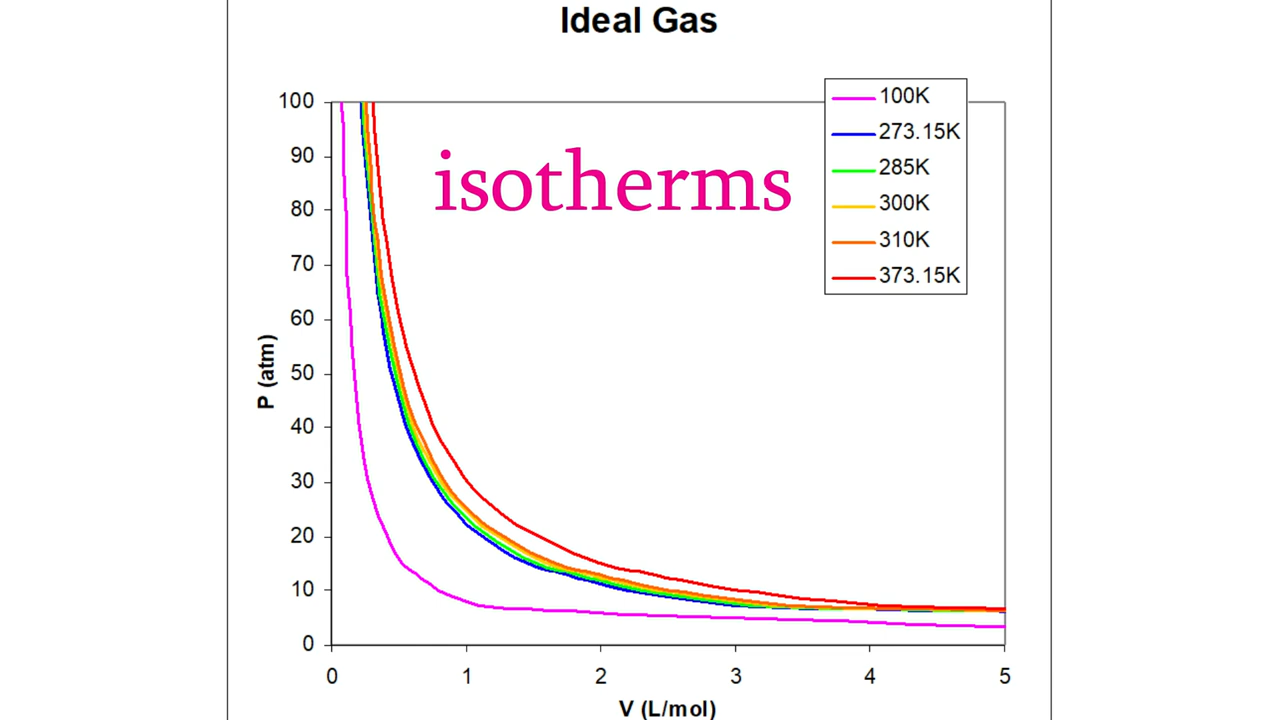 Ideal Gas
100K
273.15K
285K
300K
310K
373.15K
isotherms
P (atm)
100
90
80
70
60
50
40
30
20
10
0
0 1 2 3 4 5
V (L/mol)